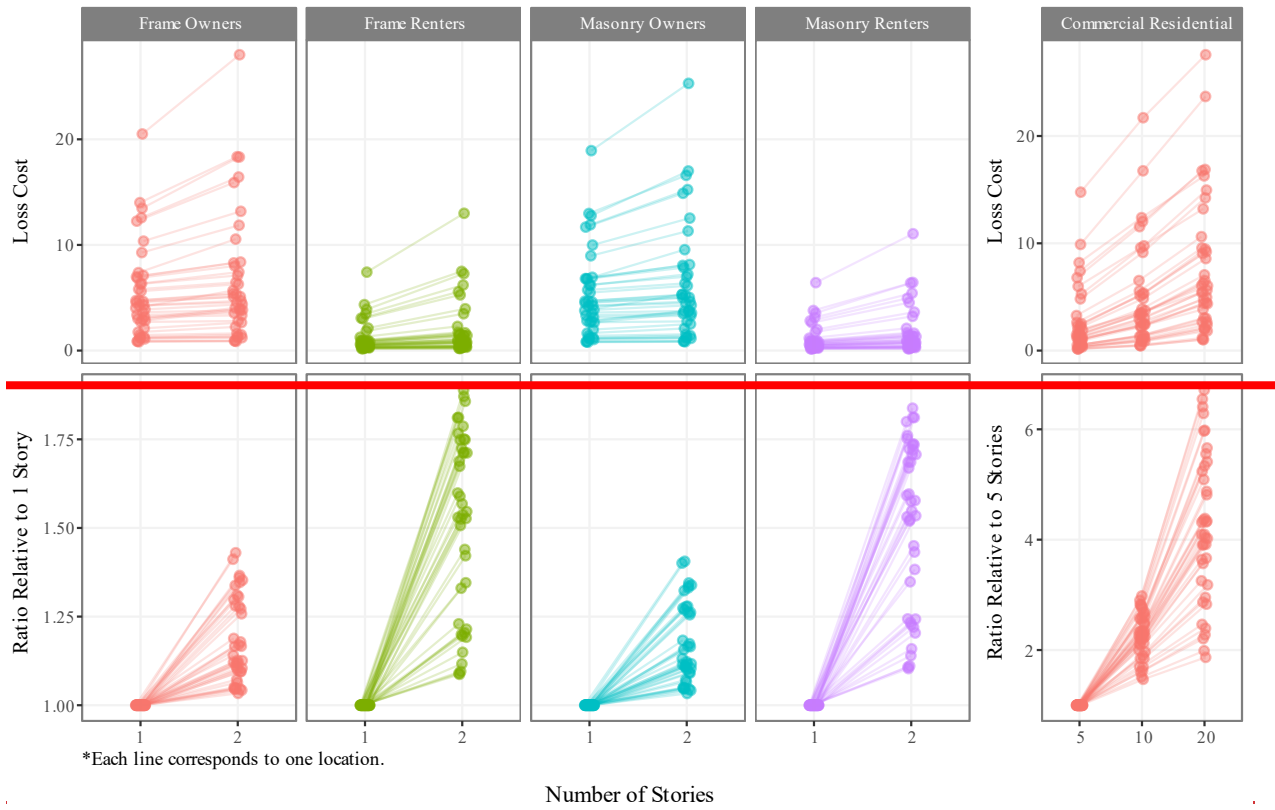 Frame Owners
Frame Renters
Masonry Owners
Masonry Renters
Commercial Residential
Loss Cost
20
10
0
Loss Cost
20
10
0
Ratio Relative to 1 Story
1.75
1.50
1.25
1.00
Ratio Relative to 5 Stories
6
4
2
1 2
1 2
1 2
1 2
5 10 20
*Each line corresponds to one location.
Number of Stories